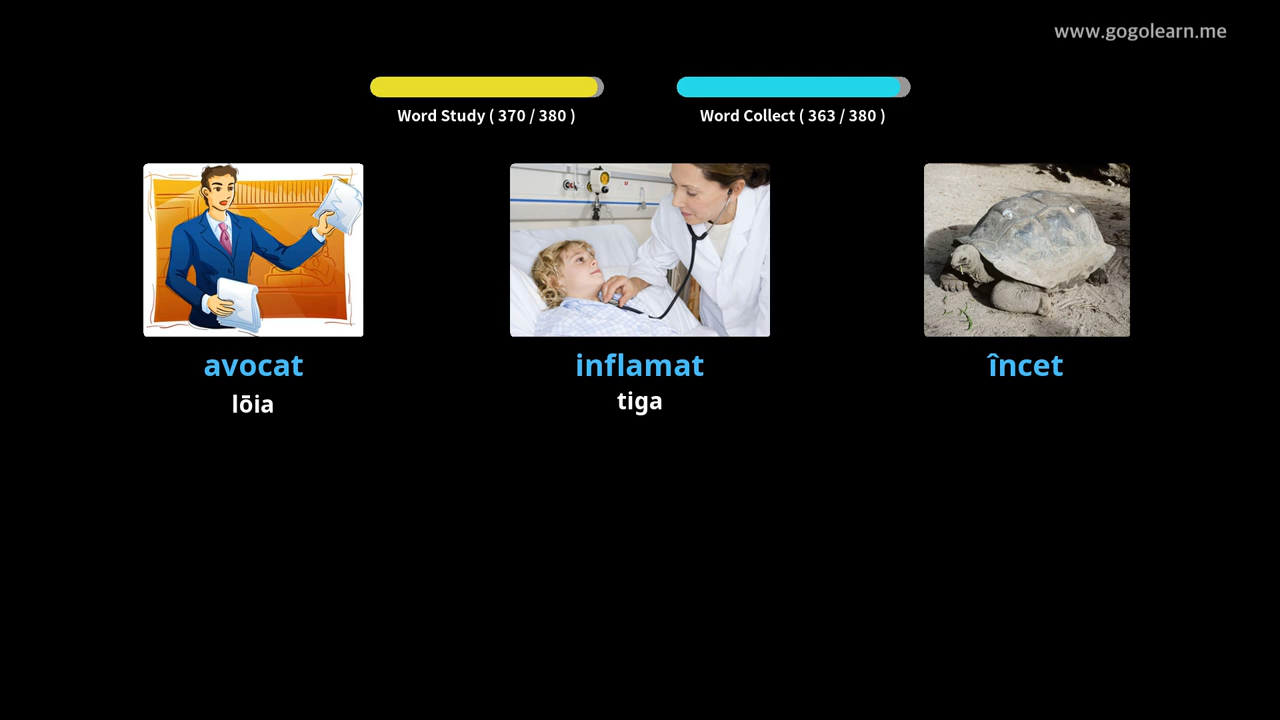 www.gogolearn.me
Word Study ( 370 / 380 )
Word Collect ( 363 / 380 )
avocat
inflamat
încet
lōia
tiga